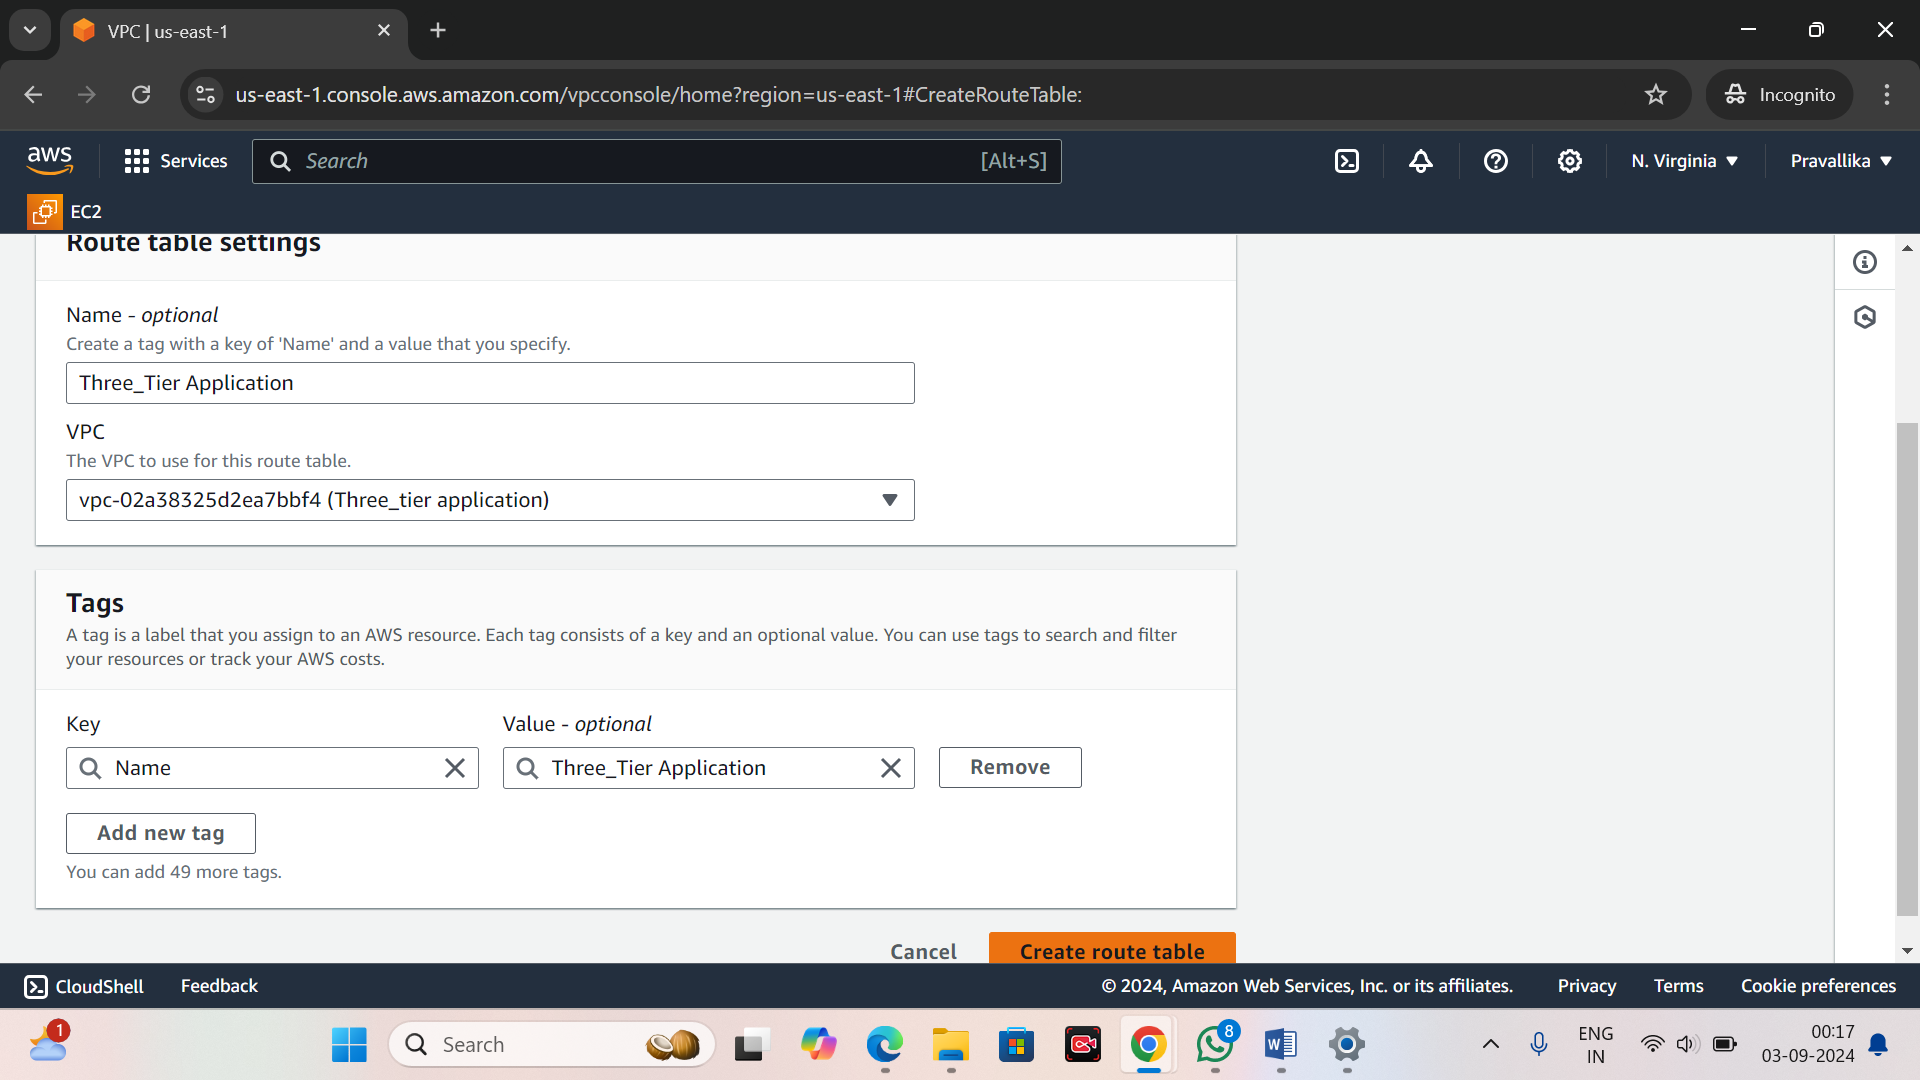 VPC | us-east-1
us-east-1.console.aws.amazon.com/vpcconsole/home?region=us-east-1#CreateRouteTable:
Incognito
aws
Services
Search
[Alt+S]
N. Virginia
Pravallika
EC2
Route table settings
Name - optional
Create a tag with a key of 'Name' and a value that you specify.
Three_Tier Application
VPC
The VPC to use for this route table.
vpc-02a38325d2ea7bbf4 (Three_tier application)
Tags
A tag is a label that you assign to an AWS resource. Each tag consists of a key and an optional value. You can use tags to search and filter
your resources or track your AWS costs.
Key
Value - optional
Name
Three_Tier Application
Remove
Add new tag
You can add 49 more tags.
Cancel
Create route table
CloudShell
Feedback
© 2024, Amazon Web Services, Inc. or its affiliates.
Privacy
Terms
Cookie preferences
1
Search
8
W
ENG
IN
00:17
03-09-2024